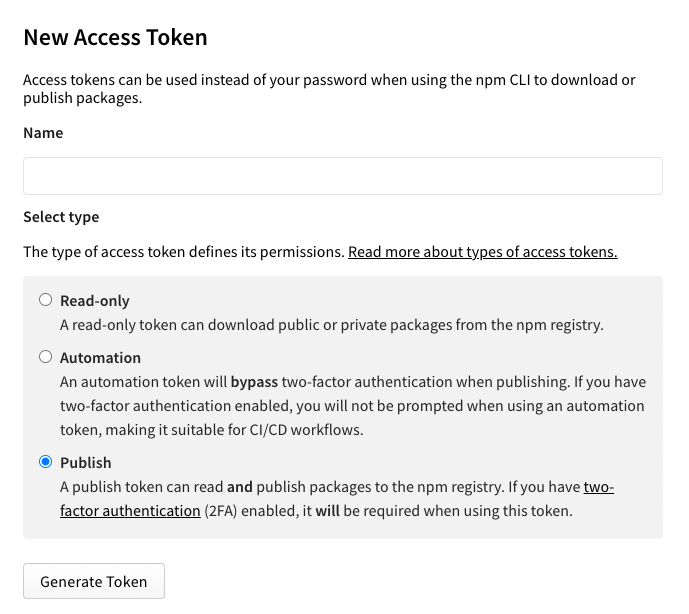 New Access Token
Access tokens can be used instead of your password when using the npm CLI to download or
publish packages.
Name
Select type
The type of access token defines its permissions. Read more about types of access tokens.
Read-only
A read-only token can download public or private packages from the npm registry.
Automation
An automation token will bypass two-factor authentication when publishing. If you have
two-factor authentication enabled, you will not be prompted when using an automation
token, making it suitable for CI/CD workflows.
Publish
A publish token can read and publish packages to the npm registry. If you have two-
factor authentication (2FA) enabled, it will be required when using this token.
Generate Token